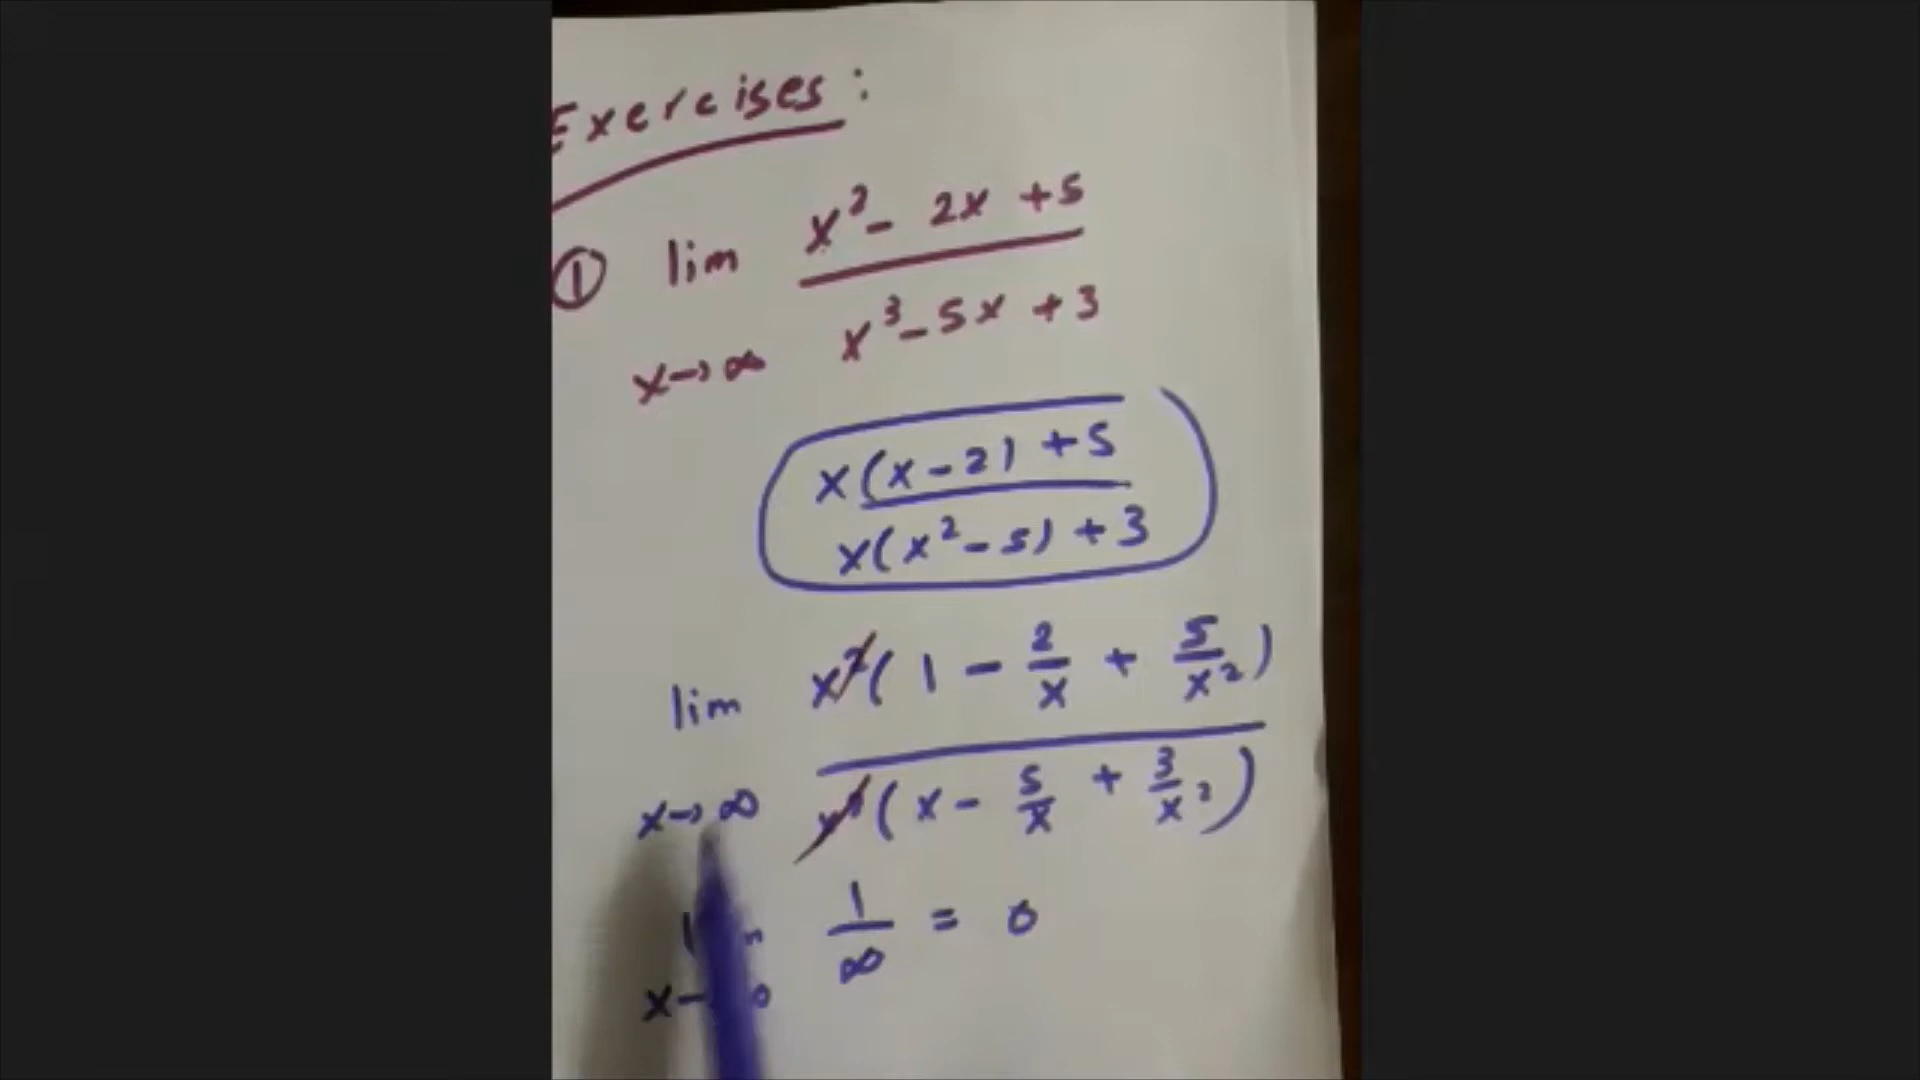 Exercises:
① lim x² - 2x + 5
x→∞ x³ - 5x + 3
x(x - 2) + 5
x(x² - 5) + 3
lim x²(1 - 2/x + 5/x²)
x→∞ x²(x - 5/x + 3/x²)
1/∞ = 0